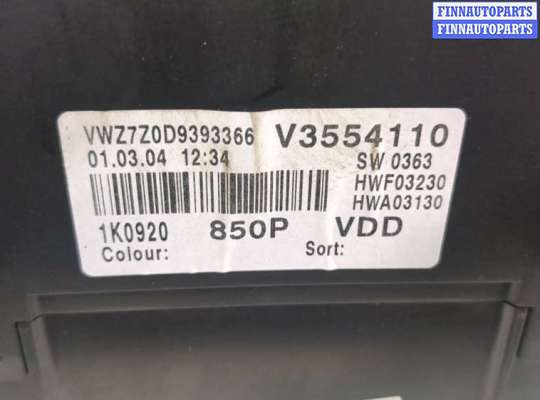 FINNAUTOPARTS
FINNAUTOPARTS
VWZ7Z0D9393366 V3554110
01.03.04 12:34 SW 0363
HWF03230
HWA03130
1K0920 850P VDD
Colour: Sort: